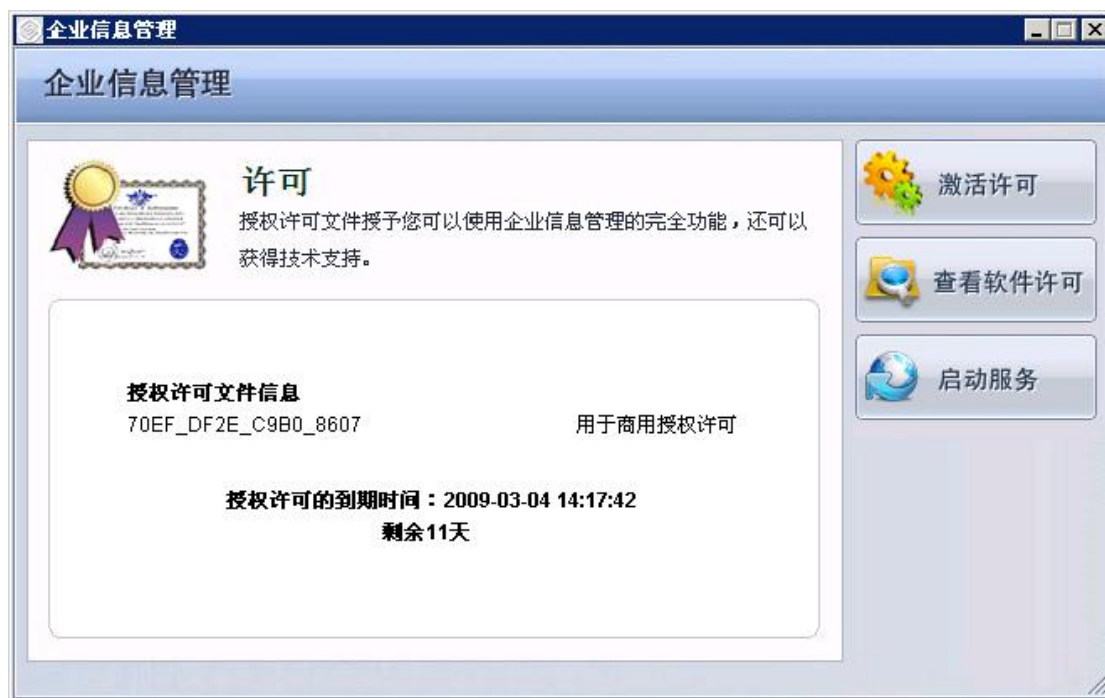 企业信息管理
企业信息管理
许可
授权许可文件授予您可以使用企业信息管理的完全功能，还可以
获得技术支持。
激活许可
查看软件许可
启动服务
授权许可文件信息
70EF_DF2E_C9B0_8607 用于商用授权许可
授权许可的到期时间：2009-03-04 14:17:42
剩余11天